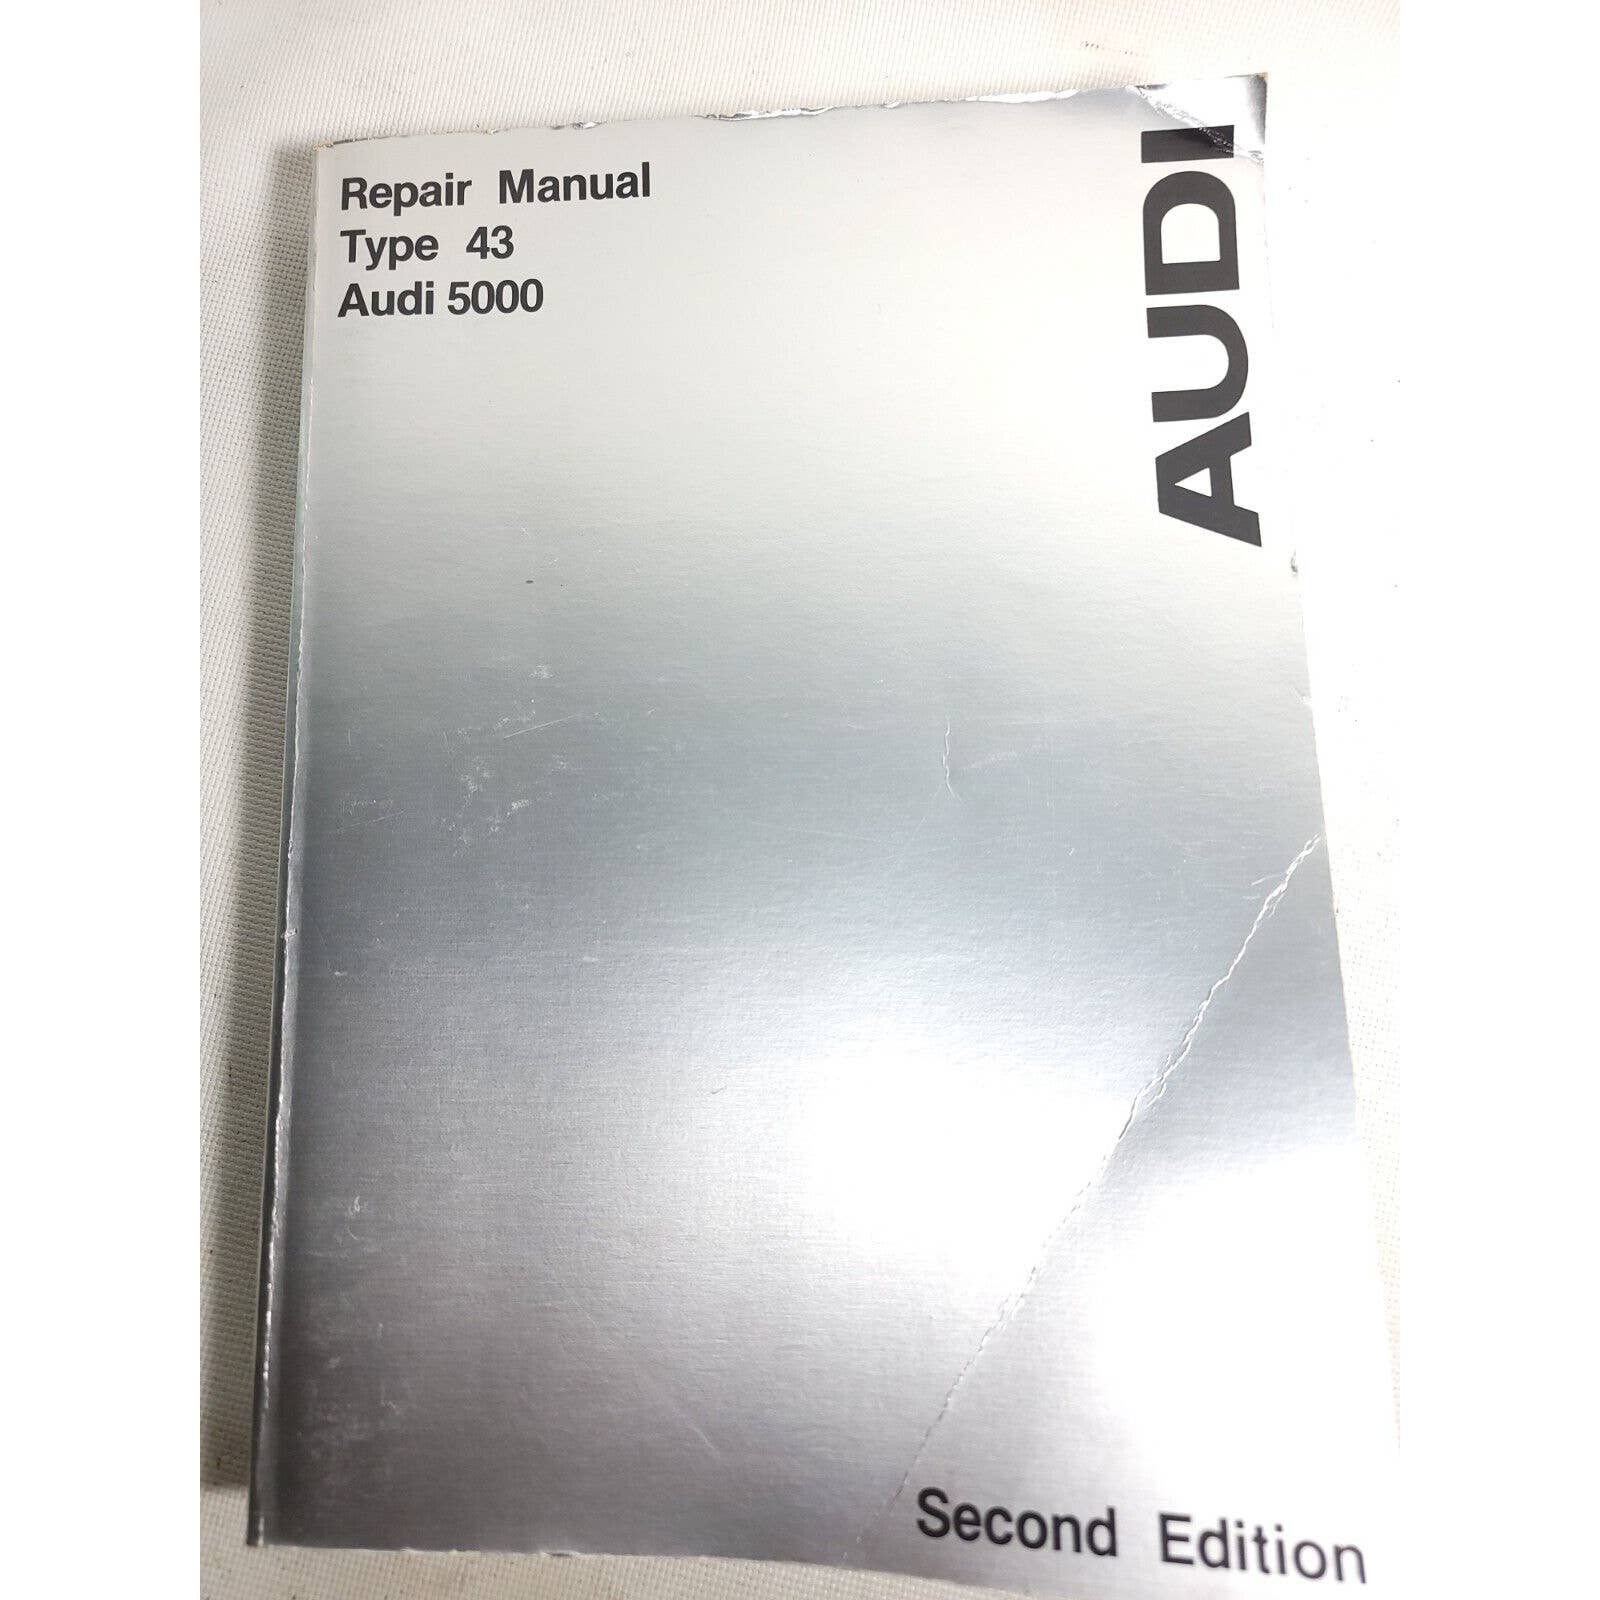 Repair Manual
Type 43
Audi 5000
AUDI
Second Edition